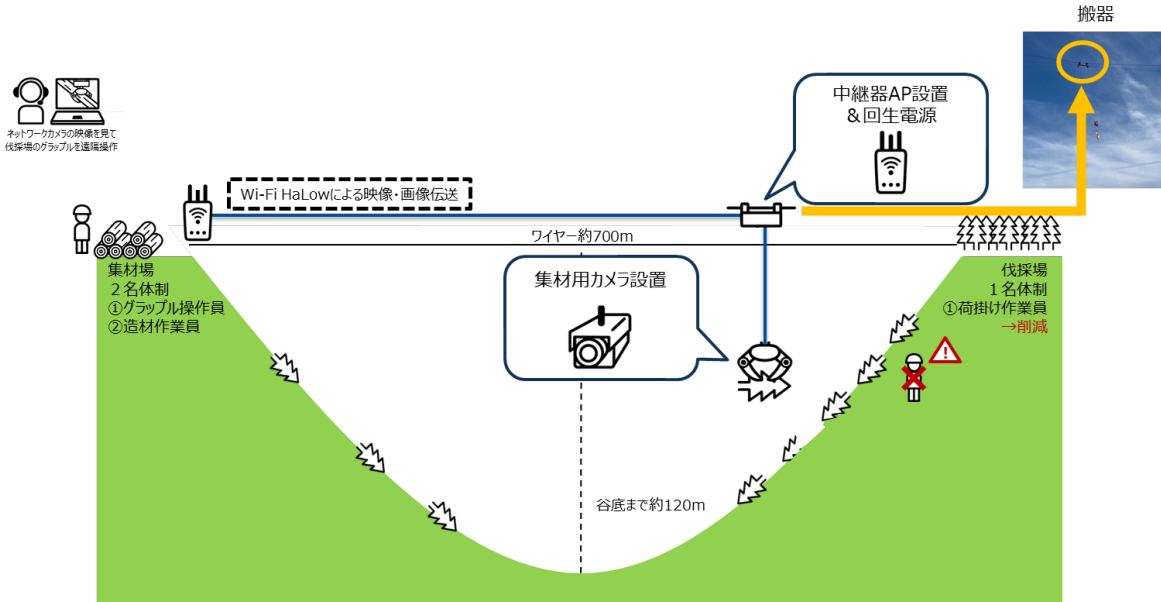 搬器
ネットワークカメラの映像を見て
伐採場のグラップルを遠隔操作
中継器AP設置
&回生電源
Wi-Fi HaLowによる映像・画像伝送
ワイヤー約700m
集材場
２名体制
①グラップル操作員
②造材作業員
集材用カメラ設置
伐採場
１名体制
①荷掛け作業員
→削減
谷底まで約120m